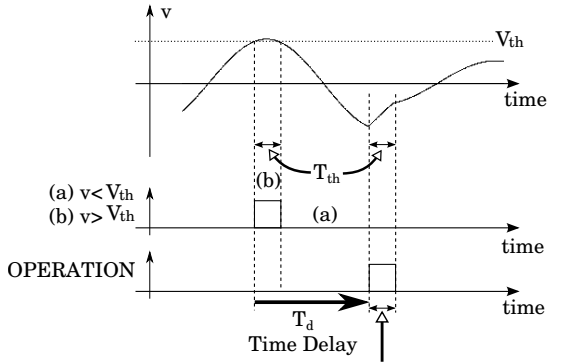 v
Vth
time
Tth
(b)
(a) v< Vth
(b) v> Vth
(a)
time
OPERATION
time
Td
Time Delay